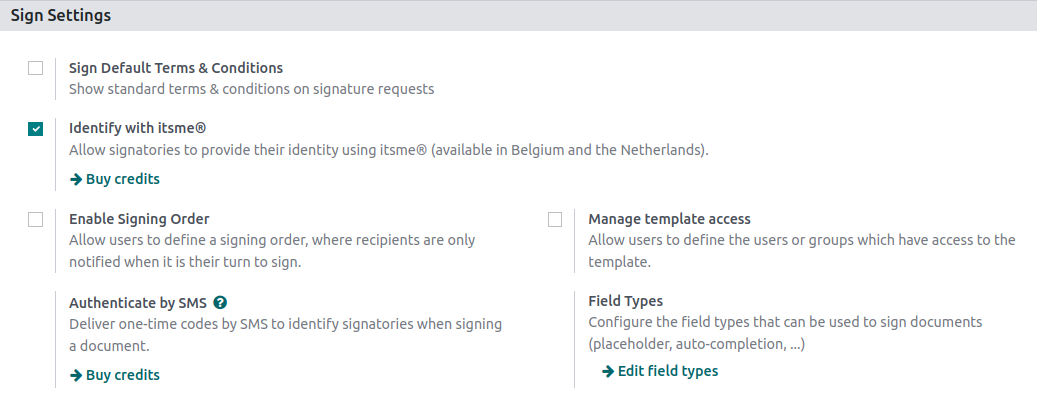 Sign Settings
Sign Default Terms & Conditions
Show standard terms & conditions on signature requests
Identify with itsme®
Allow signatories to provide their identity using itsme® (available in Belgium and the Netherlands).
Buy credits
Enable Signing Order
Allow users to define a signing order, where recipients are only
notified when it is their turn to sign.
Manage template access
Allow users to define the users or groups which have access to the
template.
Authenticate by SMS ?
Deliver one-time codes by SMS to identify signatories when signing
a document.
Buy credits
Field Types
Configure the field types that can be used to sign documents
(placeholder, auto-completion, ...)
Edit field types